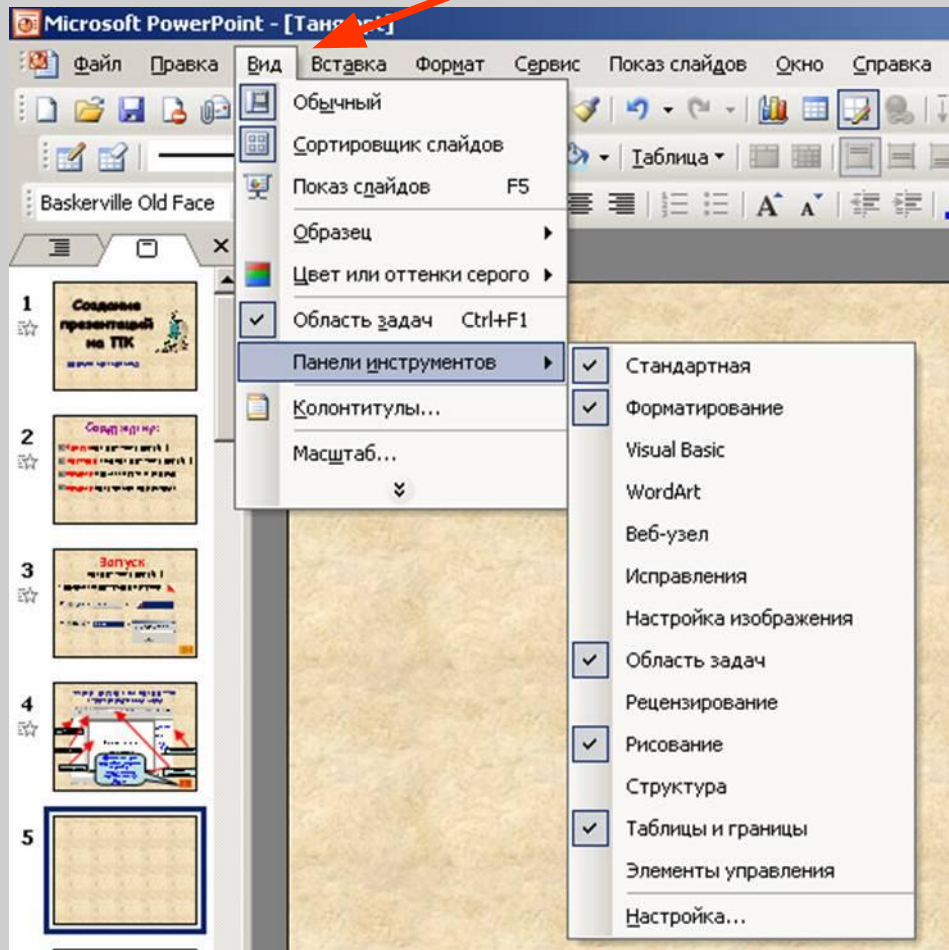 Microsoft PowerPoint - [Таня.ppt]
Файл Правка Вид Вставка Формат Сервис Показ слайдов Окно Справка
Таблица
Baskerville Old Face
Обычный
Сортировщик слайдов
Показ слайдов F5
Образец
Цвет или оттенки серого
Область задач Ctrl+F1
Панели инструментов
Колонтитулы...
Масштаб...
Стандартная
Форматирование
Visual Basic
WordArt
Веб-узел
Исправления
Настройка изображения
Область задач
Рецензирование
Рисование
Структура
Таблицы и границы
Элементы управления
Настройка...
1
Создание
презентаций
на ПК
2
3
Запуск
4
5